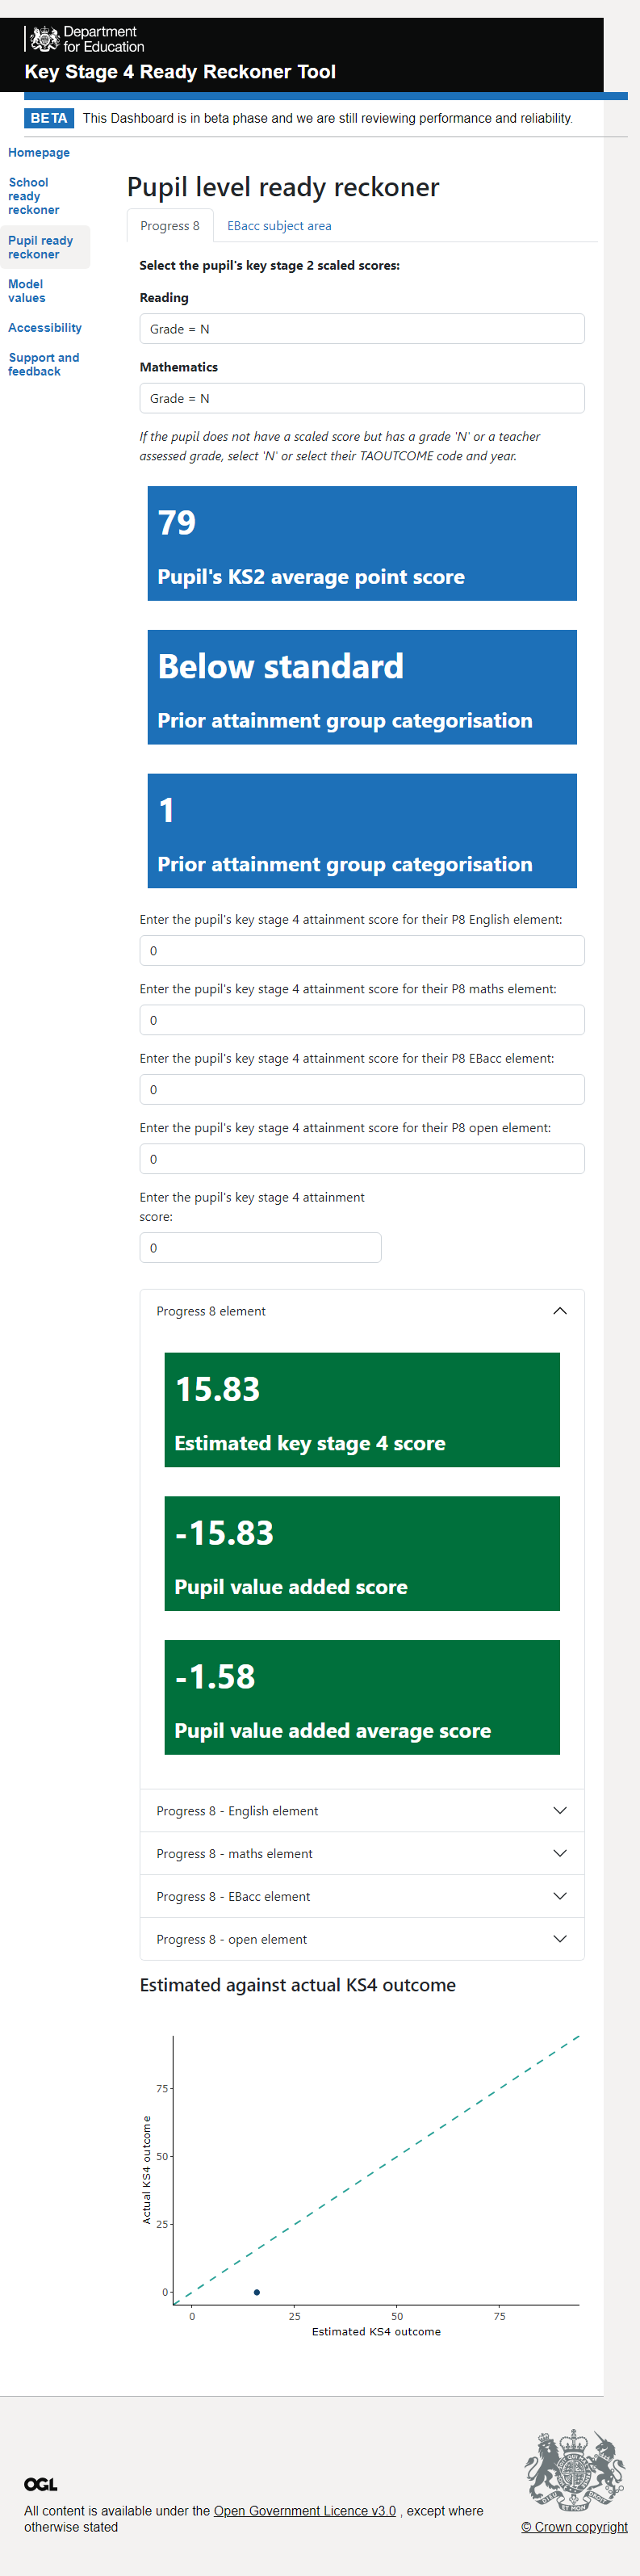 Department
for Education
Key Stage 4 Ready Reckoner Tool
BETA This Dashboard is in beta phase and we are still reviewing performance and reliability.
Homepage
School
ready
reckoner
Pupil ready
reckoner
Model
values
Accessibility
Support and
feedback
Pupil level ready reckoner
Progress 8 EBacc subject area
Select the pupil's key stage 2 scaled scores:
Reading
Grade = N
Mathematics
Grade = N
If the pupil does not have a scaled score but has a grade 'N' or a teacher
assessed grade, select 'N' or select their TAOUTCOME code and year.
79
Pupil's KS2 average point score
Below standard
Prior attainment group categorisation
1
Prior attainment group categorisation
Enter the pupil's key stage 4 attainment score for their P8 English element:
0
Enter the pupil's key stage 4 attainment score for their P8 maths element:
0
Enter the pupil's key stage 4 attainment score for their P8 EBacc element:
0
Enter the pupil's key stage 4 attainment score for their P8 open element:
0
Enter the pupil's key stage 4 attainment
score:
0
Progress 8 element
15.83
Estimated key stage 4 score
-15.83
Pupil value added score
-1.58
Pupil value added average score
Progress 8 - English element
Progress 8 - maths element
Progress 8 - EBacc element
Progress 8 - open element
Estimated against actual KS4 outcome
Actual KS4 outcome
75
50
25
0
0 25 50 75
Estimated KS4 outcome
OGL
All content is available under the Open Government Licence v3.0 , except where
otherwise stated
© Crown copyright